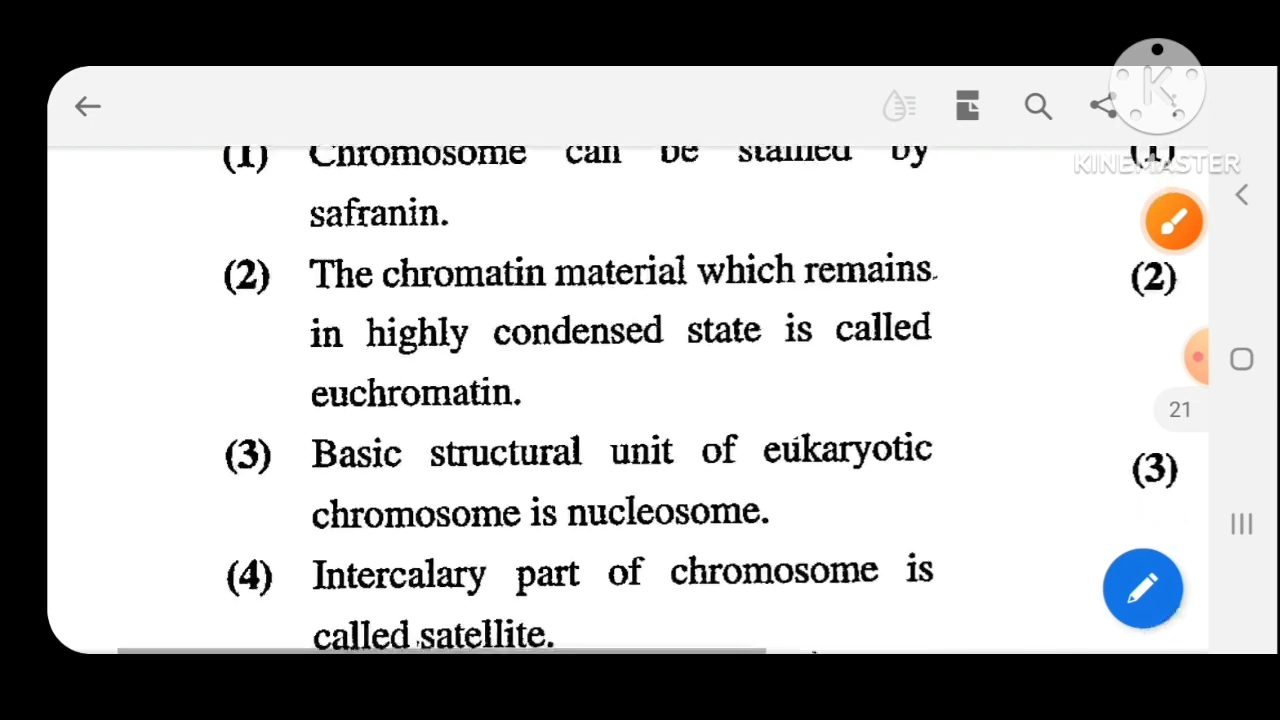 (1) Chromosome can be stained by (1)
KINEMASTER
safranin.
(2) The chromatin material which remains (2)
in highly condensed state is called
euchromatin.
21
(3) Basic structural unit of eukaryotic (3)
chromosome is nucleosome.
(4) Intercalary part of chromosome is
called satellite.